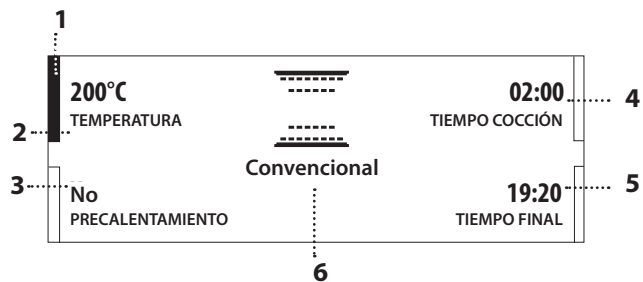 1
200°C
02:00
4
2
TEMPERATURA
TIEMPO COCCIÓN
Convencional
3
No
19:20
5
PRECALENTAMIENTO
TIEMPO FINAL
6